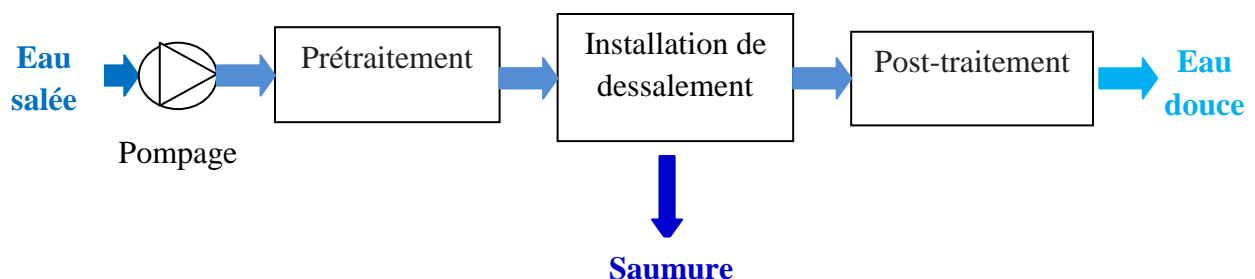 Eau
salée
Pompage
Prétraitement
Installation de
dessalement
Post-traitement
Eau
douce
Saumure